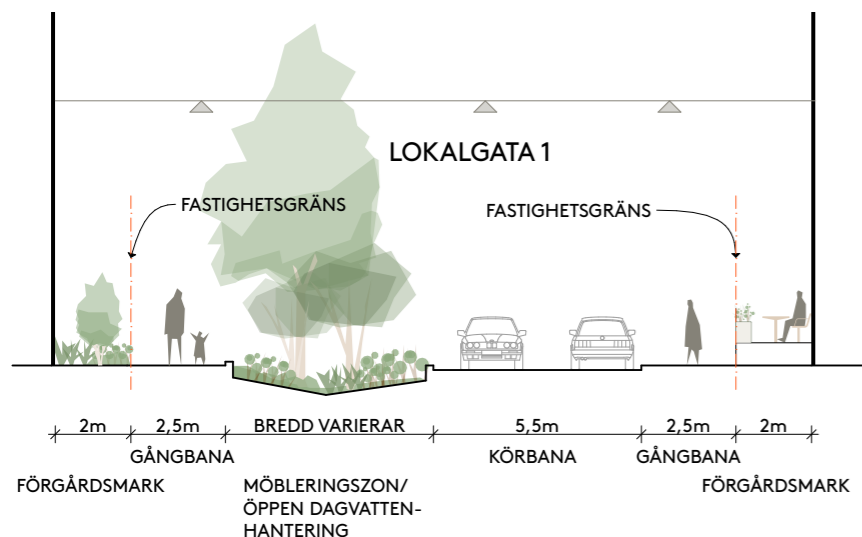 LOKALGATA 1
FASTIGHETSGRÄNS
FASTIGHETSGRÄNS
2m
2,5m
BREDD VARIERAR
5,5m
2,5m
2m
GÅNGBANA
KÖRBANA
GÅNGBANA
FÖRGÅRDSMARK
MÖBLERINGSZON/
ÖPPEN DAGVATTEN-
HANTERING
FÖRGÅRDSMARK